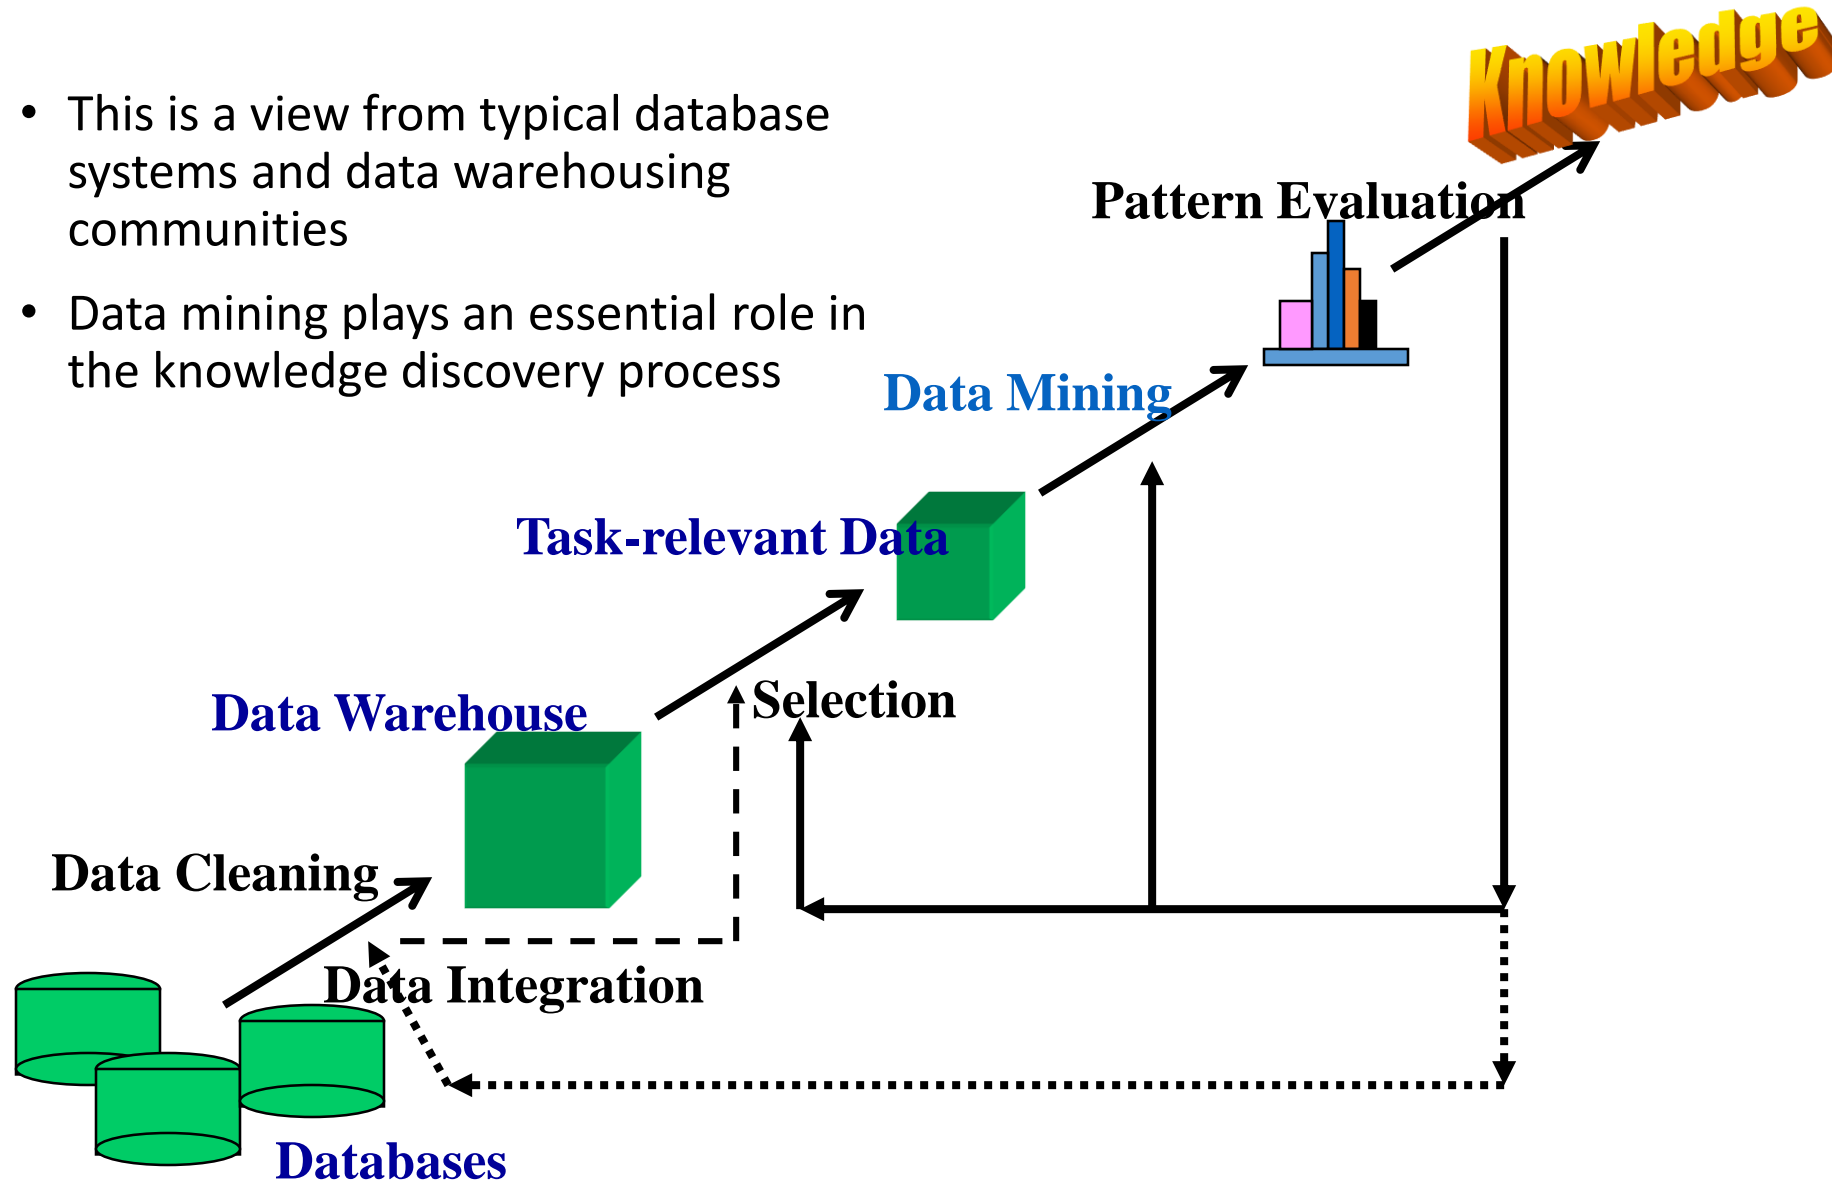 Knowledge
• This is a view from typical database
systems and data warehousing
communities
• Data mining plays an essential role in
the knowledge discovery process
Pattern Evaluation
Data Mining
Task-relevant Data
Selection
Data Warehouse
Data Cleaning
Data Integration
Databases